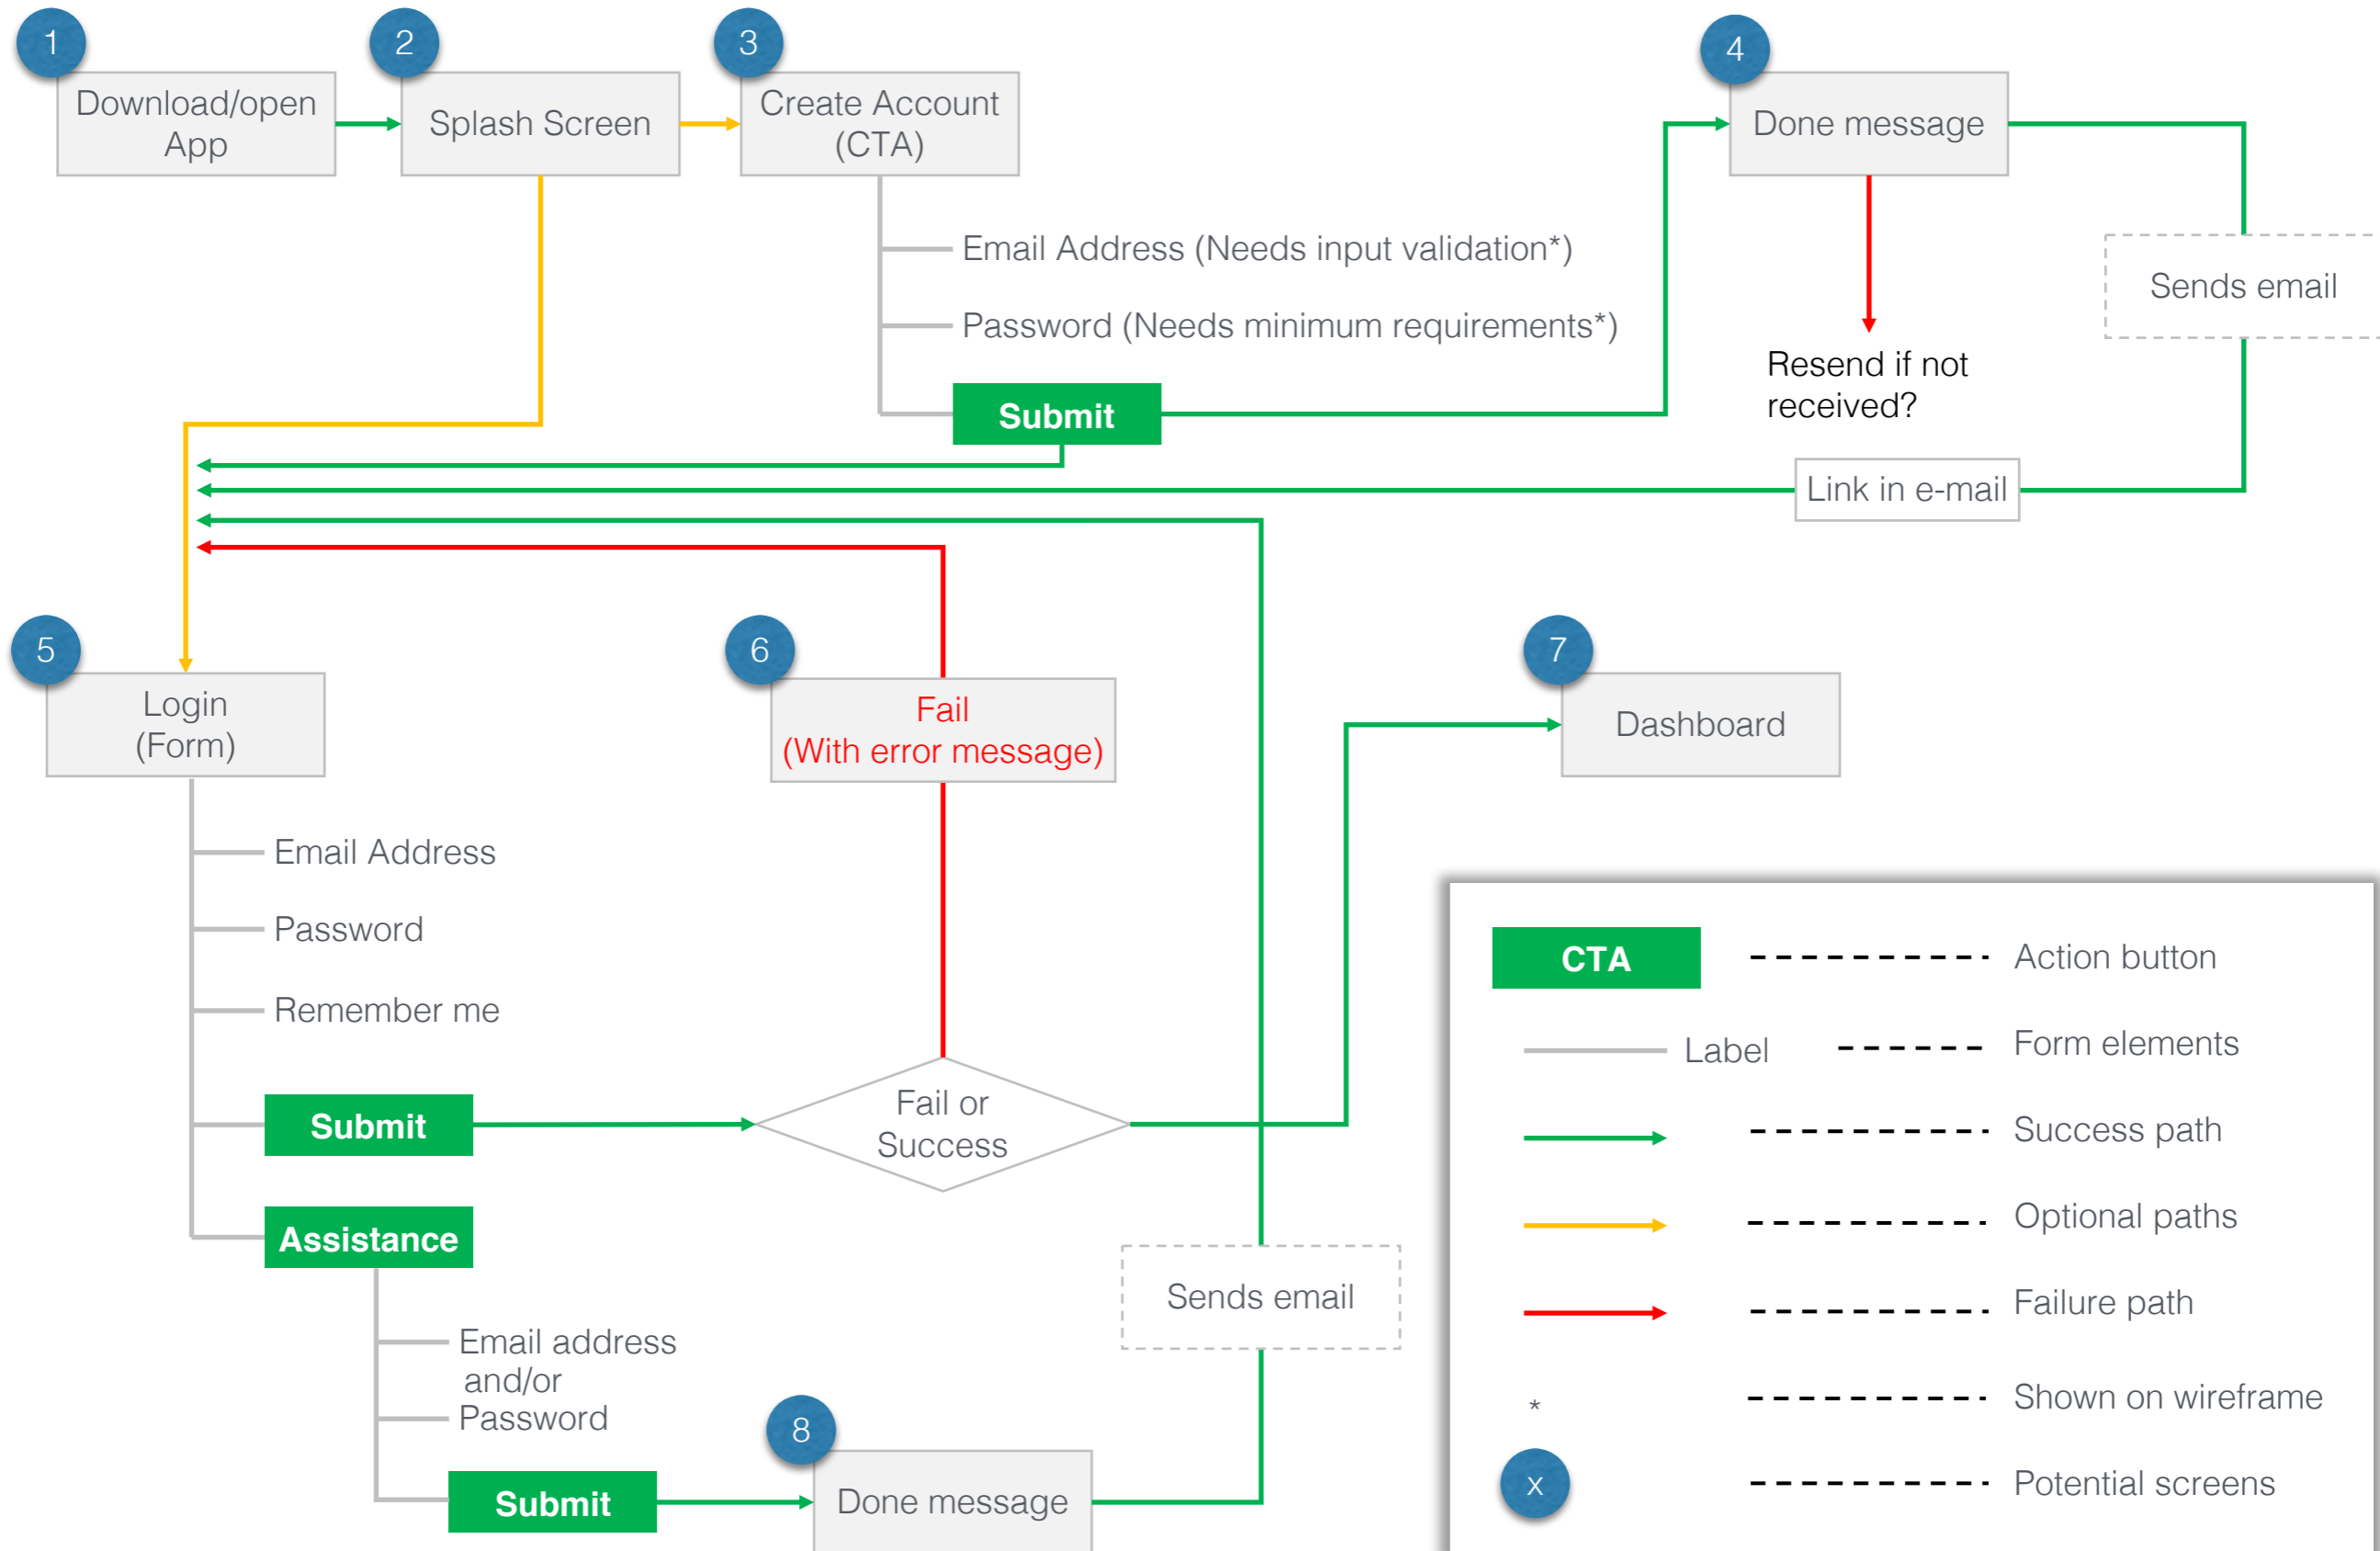 1
2
3
4
Download/open
App
Splash Screen
Create Account
(CTA)
Done message
Email Address (Needs input validation*)
Password (Needs minimum requirements*)
Submit
Sends email
Resend if not
received?
Link in e-mail
5
6
7
Login
(Form)
Fail
(With error message)
Dashboard
Email Address
Password
Remember me
Submit
Fail or
Success
Assistance
Sends email
Email address
and/or
Password
8
Submit
Done message
CTA
Action button
Label
Form elements
Success path
Optional paths
Failure path
*
Shown on wireframe
x
Potential screens